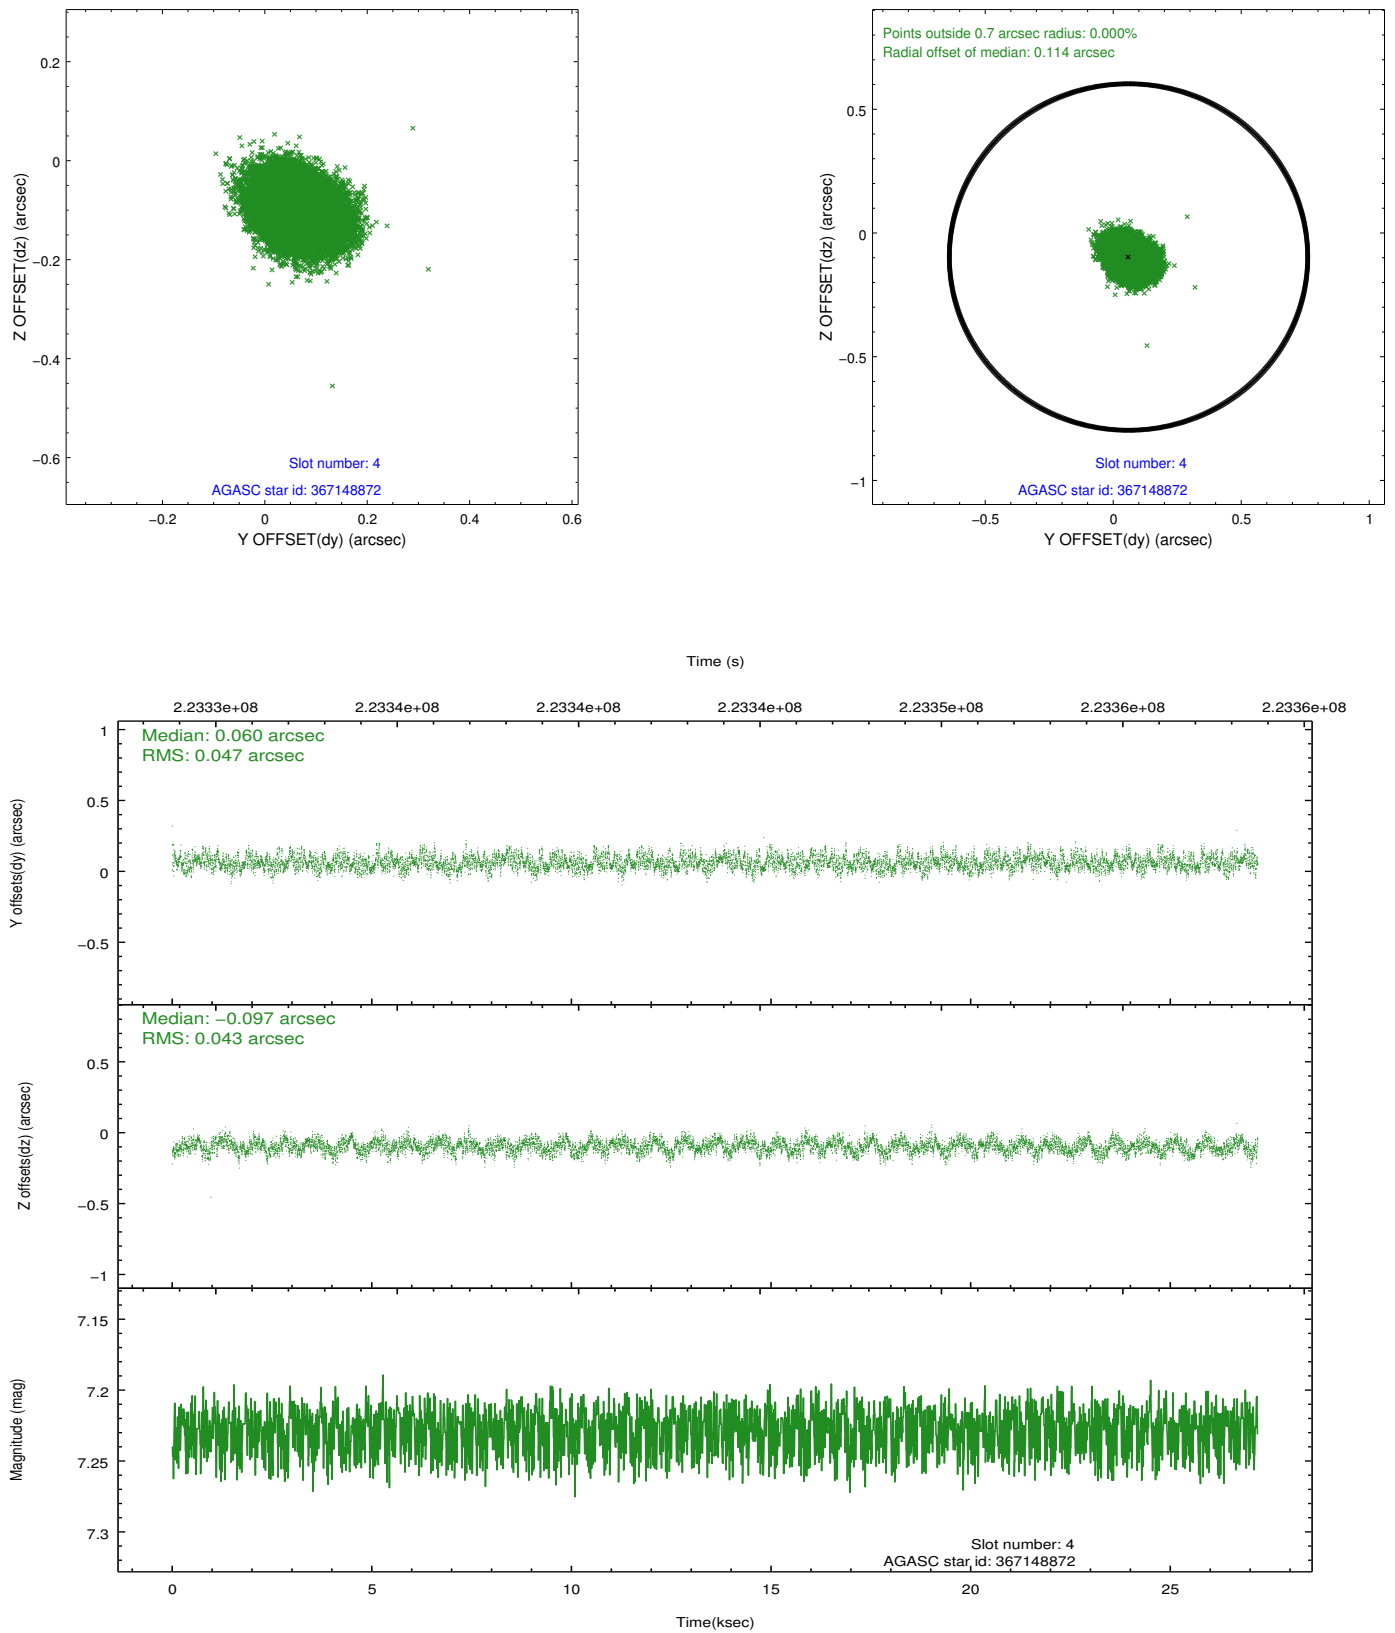 0.2
0
−0.2
−0.4
−0.6
Z OFFSET(dz) (arcsec)
Slot number: 4
AGASC star id: 367148872
−0.2 0 0.2 0.4 0.6
Y OFFSET(dy) (arcsec)
Points outside 0.7 arcsec radius: 0.000%
Radial offset of median: 0.114 arcsec
0.5
0
−0.5
−1
Z OFFSET(dz) (arcsec)
Slot number: 4
AGASC star id: 367148872
−0.5 0 0.5 1
Y OFFSET(dy) (arcsec)
Time (s)
2.2333e+08 2.2334e+08 2.2334e+08 2.2334e+08 2.2335e+08 2.2336e+08 2.2336e+08
Median: 0.060 arcsec
RMS: 0.047 arcsec
1
0.5
0
−0.5
Y offsets(dy) (arcsec)
Median: −0.097 arcsec
RMS: 0.043 arcsec
0.5
0
−0.5
−1
Z offsets(dz) (arcsec)
7.15
7.2
7.25
7.3
Magnitude (mag)
Slot number: 4
AGASC star id: 367148872
0 5 10 15 20 25
Time(ksec)